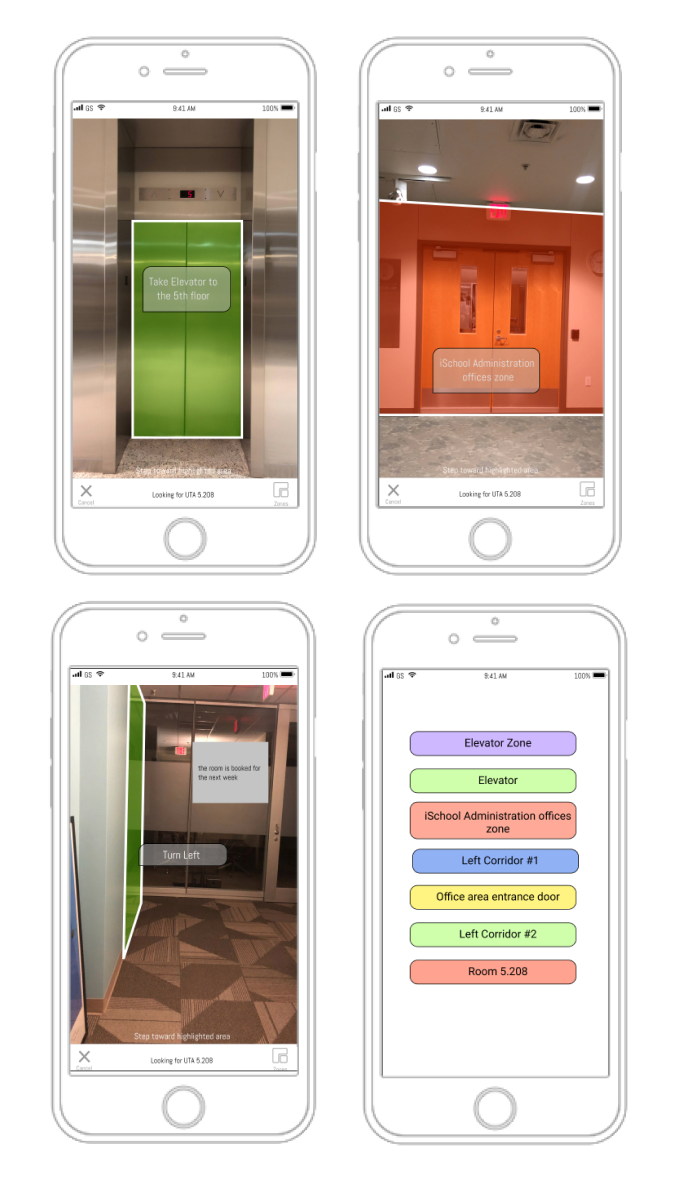 GS 9:41 AM 100%
5
Take Elevator to
the 5th floor
Step toward highlighted area
Cancel
Looking for UTA 5.208
Zones
GS 9:41 AM 100%
iSchool Administration
offices zone
Step toward highlighted area
Cancel
Looking for UTA 5.208
Zones
GS 9:41 AM 100%
the room is booked for
the next week
Turn Left
Step toward highlighted area
Cancel
Looking for UTA 5.208
Zones
GS 9:41 AM 100%
Elevator Zone
Elevator
iSchool Administration offices
zone
Left Corridor #1
Office area entrance door
Left Corridor #2
Room 5.208